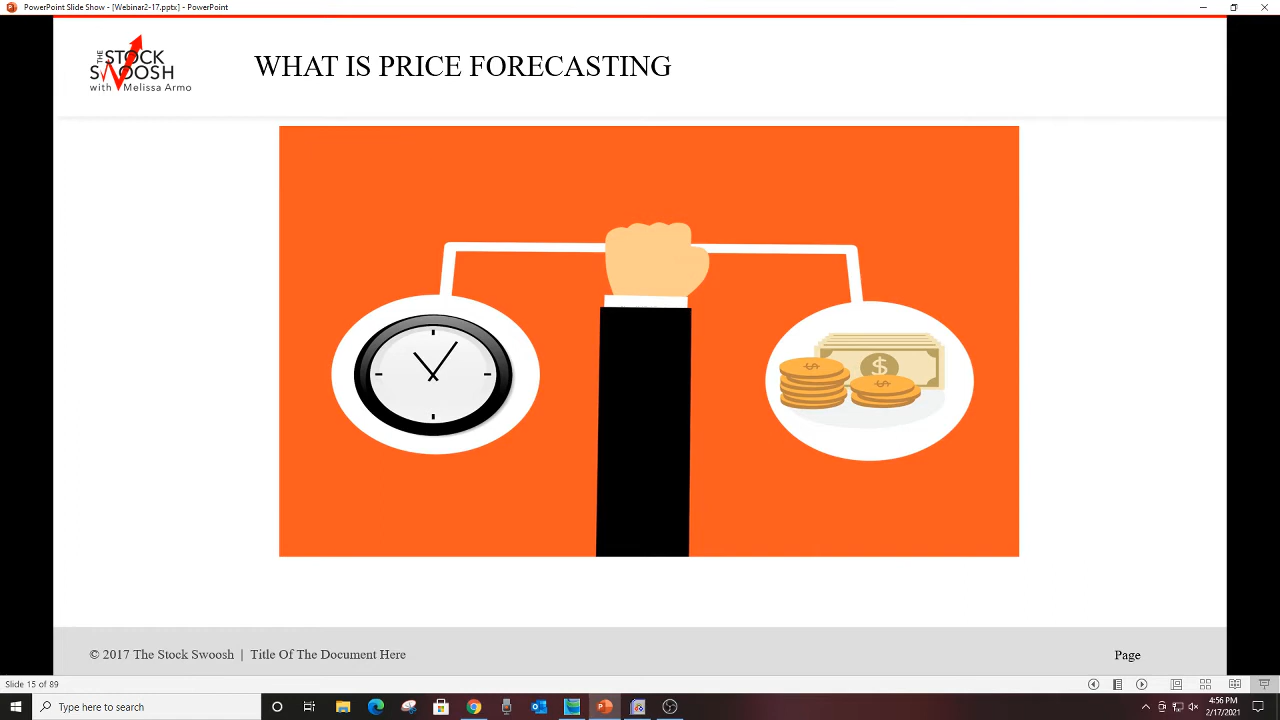 PowerPoint Slide Show - [Webinar2-17.pptx] - PowerPoint
THE
STOCK
SWOOSH
with Melissa Armo
WHAT IS PRICE FORECASTING
$
$
$
© 2017 The Stock Swoosh | Title Of The Document Here
Page
Slide 15 of 89
Type here to search
4:56 PM
2/17/2021